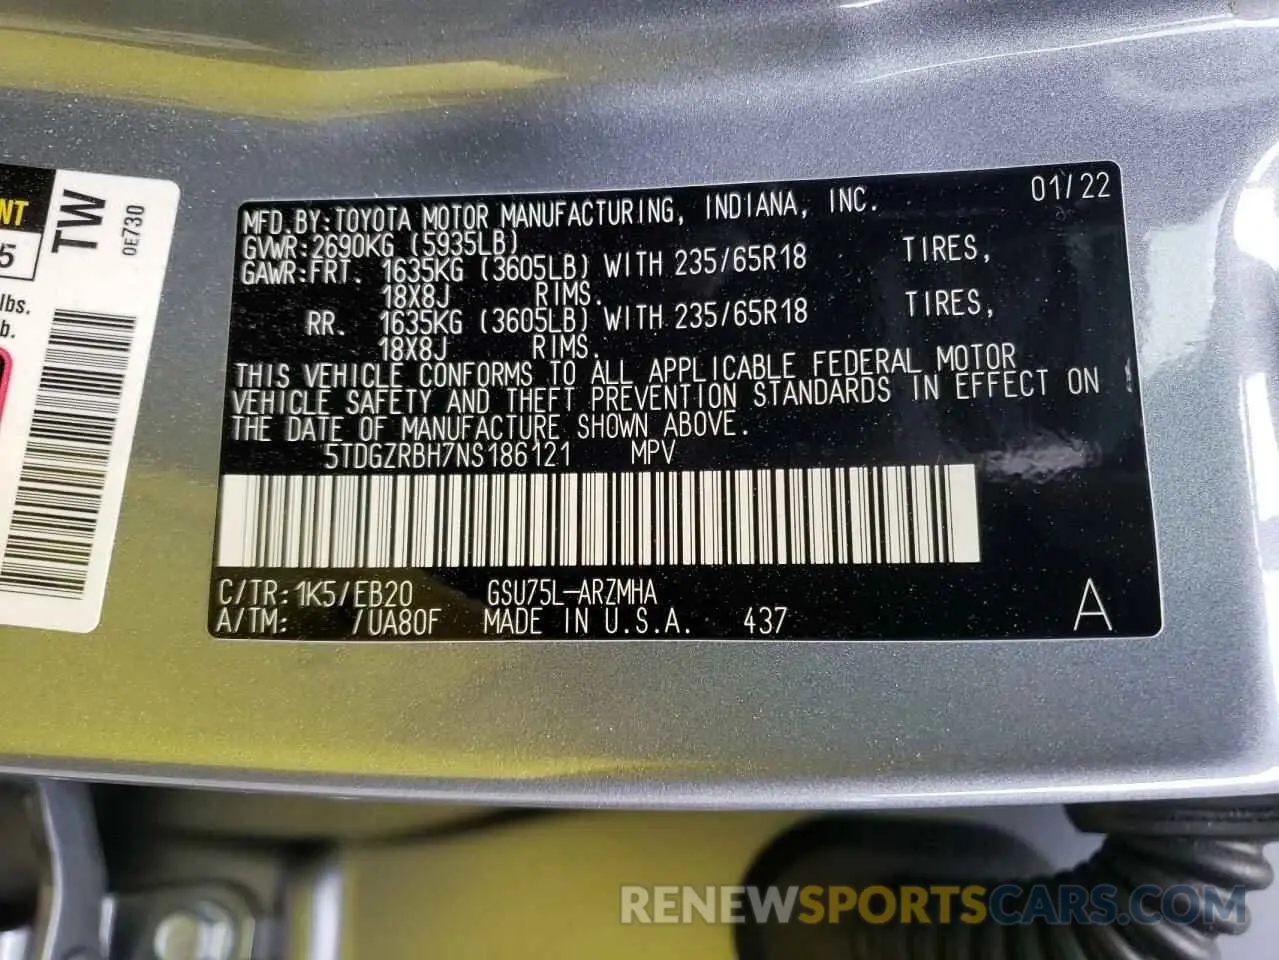 NT
5
lbs.
b.
TW
0E730
MFD.BY:TOYOTA MOTOR MANUFACTURING, INDIANA, INC. 01/22
GVWR:2690KG (5935LB)
GAWR:FRT. 1635KG (3605LB) WITH 235/65R18 TIRES,
18X8J RIMS.
RR. 1635KG (3605LB) WITH 235/65R18 TIRES,
18X8J RIMS.
THIS VEHICLE CONFORMS TO ALL APPLICABLE FEDERAL MOTOR
VEHICLE SAFETY AND THEFT PREVENTION STANDARDS IN EFFECT ON
THE DATE OF MANUFACTURE SHOWN ABOVE.
5TDGZRBH7NS186121 MPV
C/TR:1K5/EB20 GSU75L-ARZMHA
A/TM: /UA80F MADE IN U.S.A. 437 A
RENEWSPORTSCARS.COM